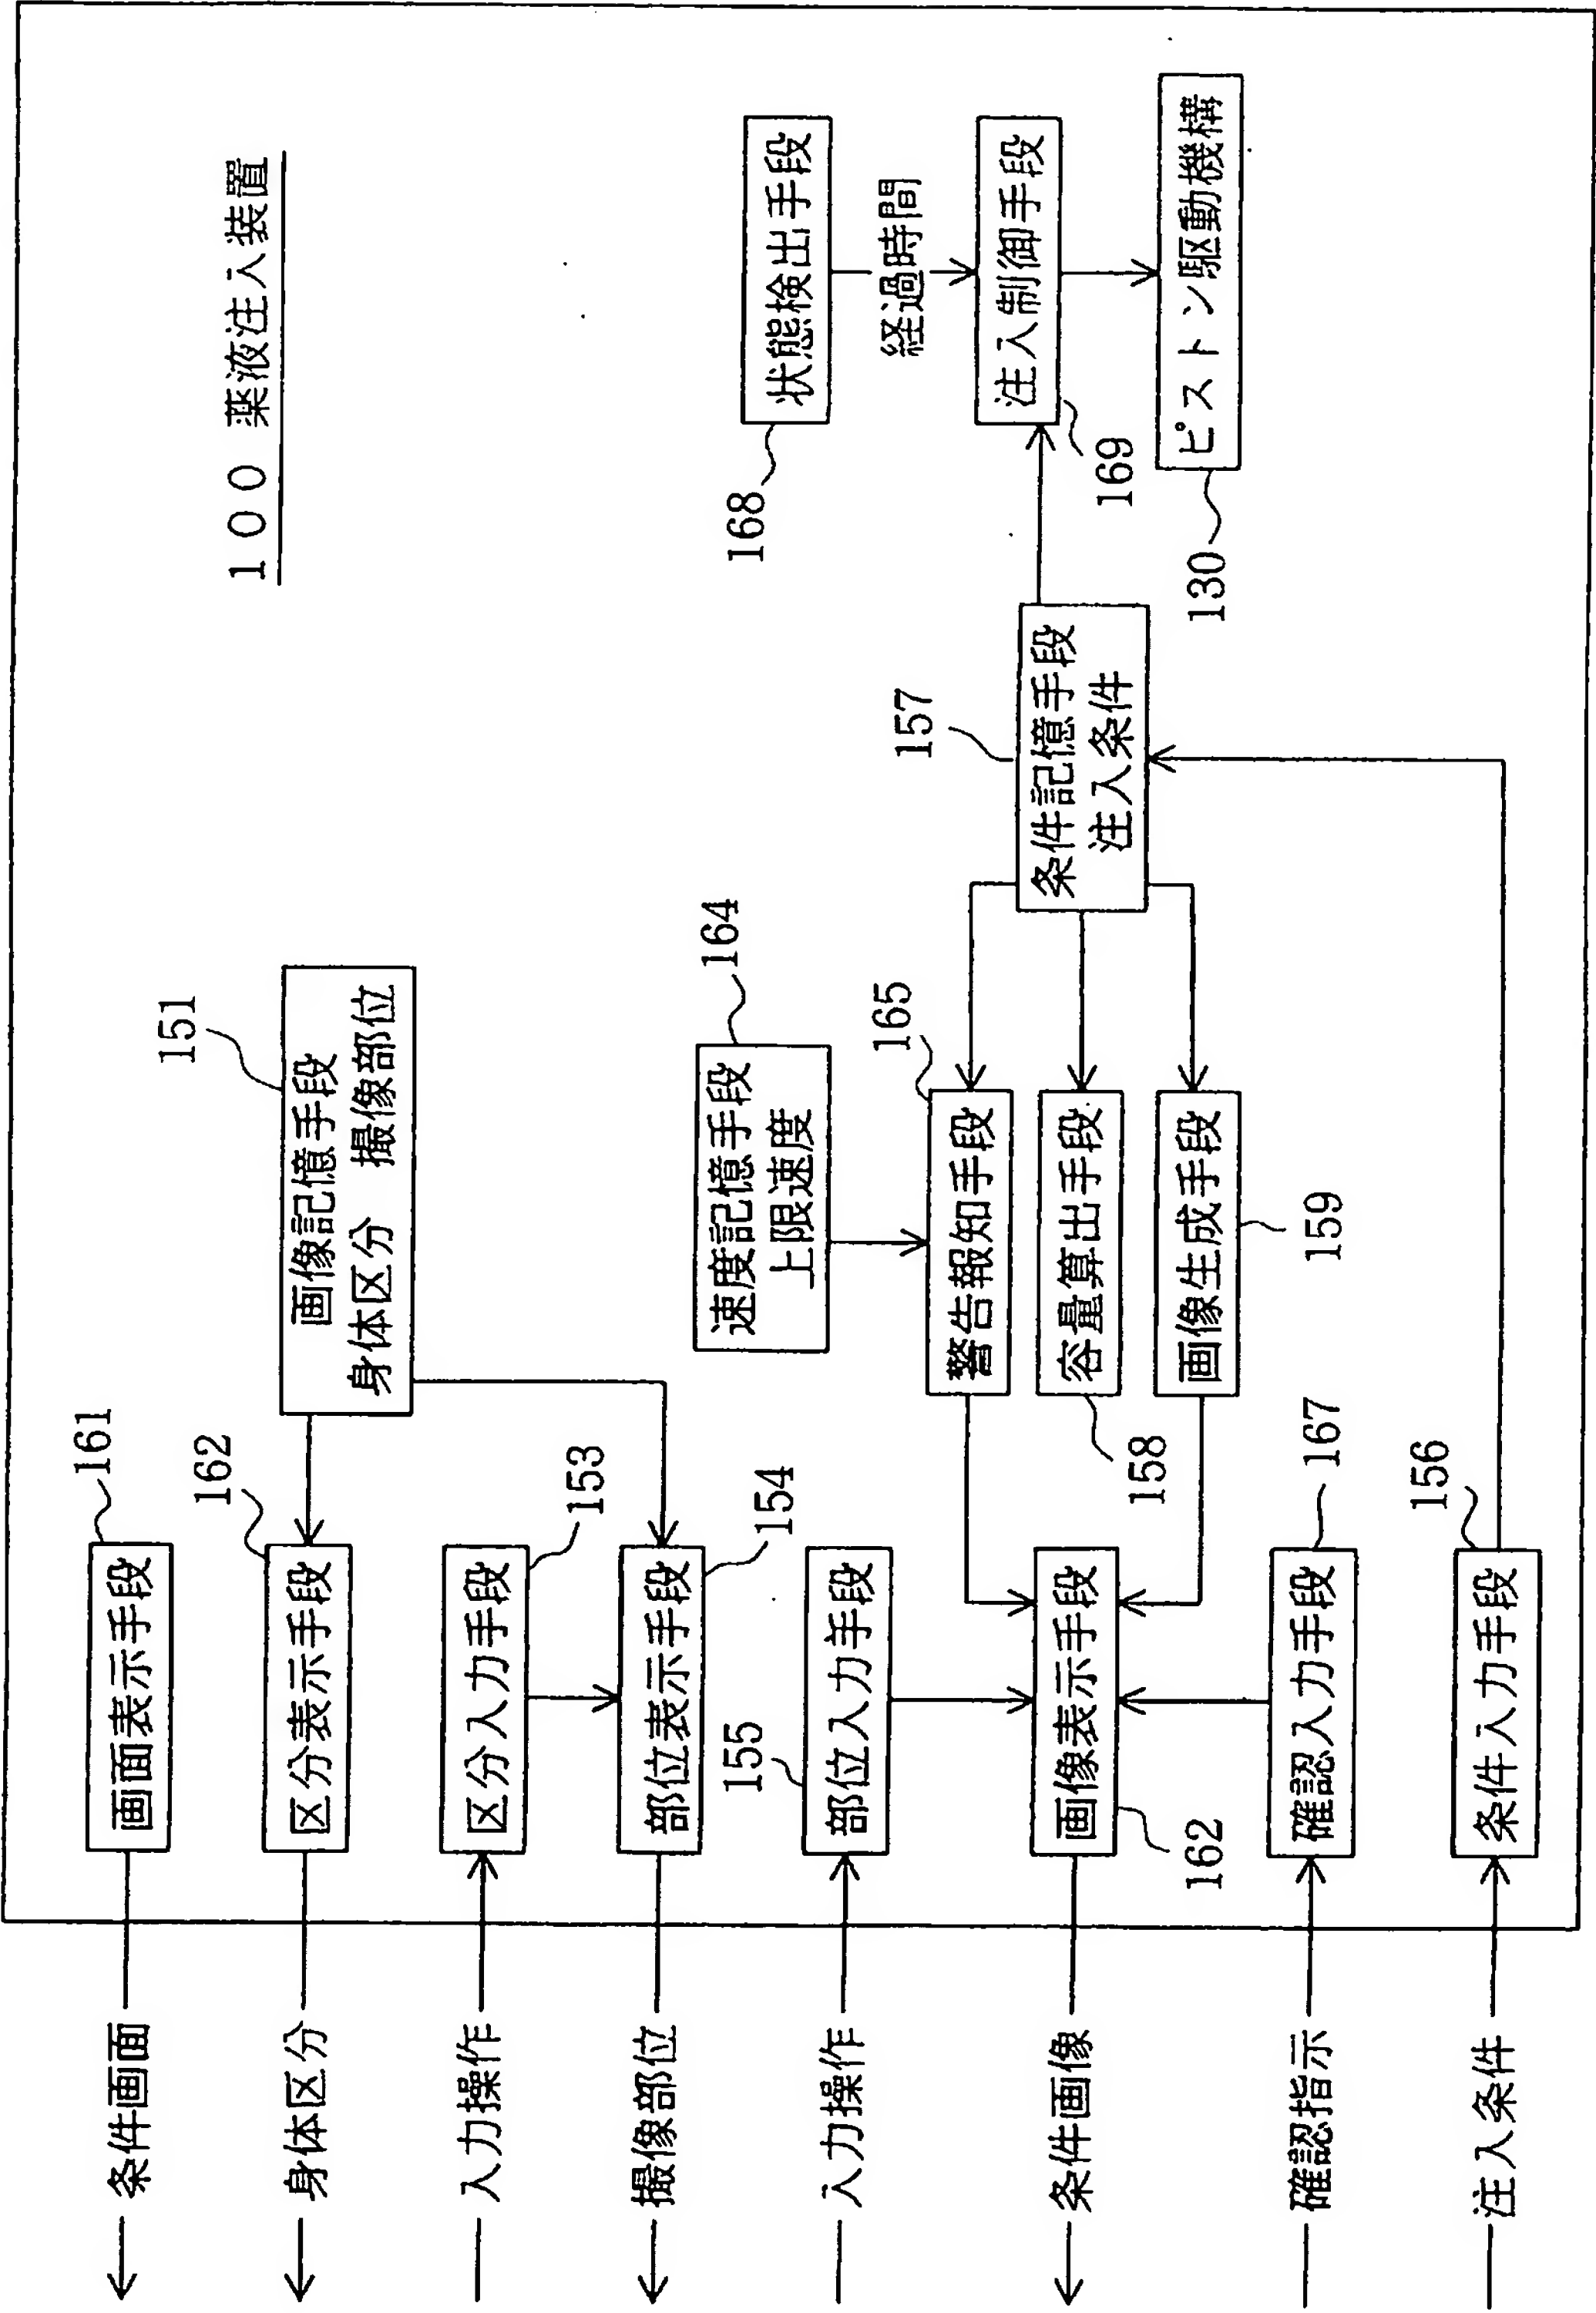 100 薬液注入装置
条件画面
画面表示手段
161
身体区分
区分表示手段
162
画像記憶手段
身体区分 撮像部位
151
入力操作
区分入力手段
153
撮像部位
部位表示手段
154
速度記憶手段
上限速度
164
状態検出手段
168
経過時間
入力操作
部位入力手段
155
警告報知手段
165
条件記憶手段
注入条件
157
注入制御手段
169
条件画像
画像表示手段
162
容量算出手段
158
画像生成手段
159
ピストン駆動機構
130
確認指示
確認入力手段
167
注入条件
条件入力手段
156